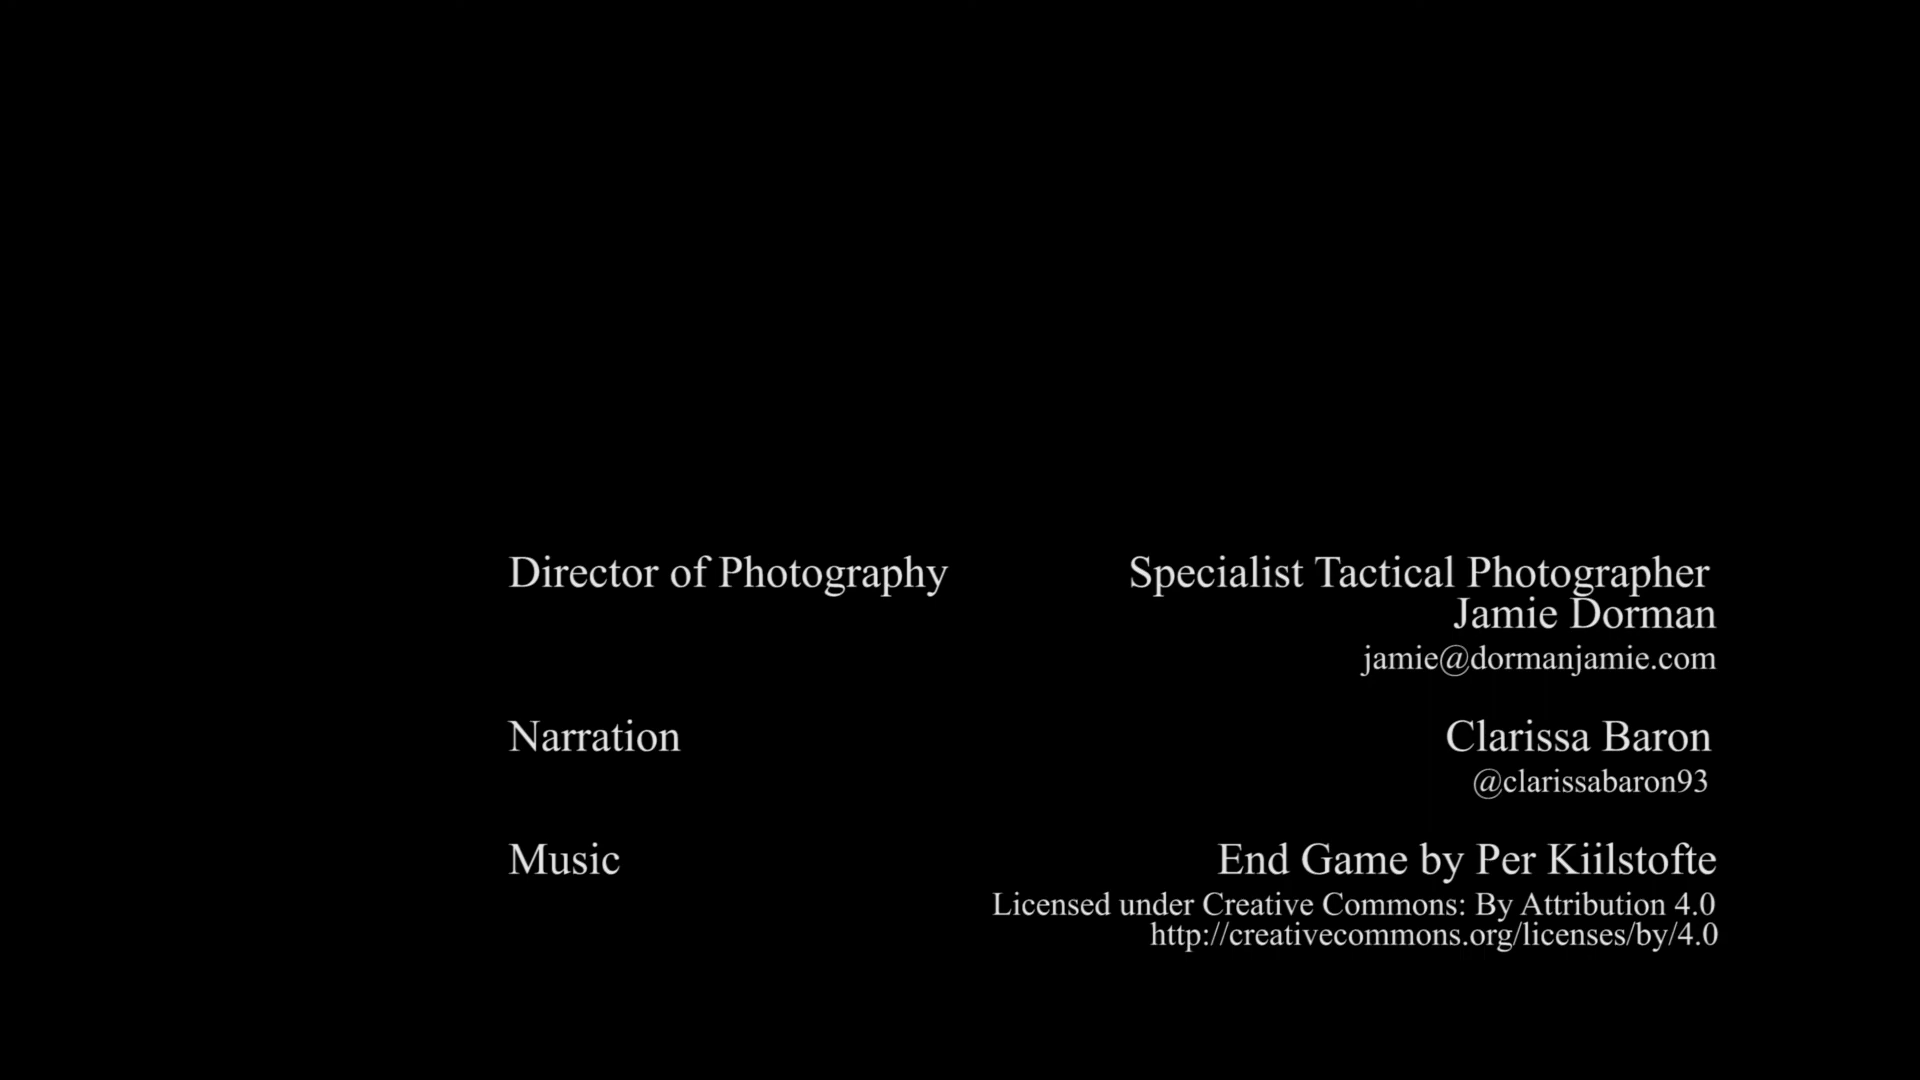 Director of Photography Specialist Tactical Photographer
Jamie Dorman
jamie@dormanjamie.com
Narration Clarissa Baron
@clarissabaron93
Music End Game by Per Kiilstofte
Licensed under Creative Commons: By Attribution 4.0
http://creativecommons.org/licenses/by/4.0